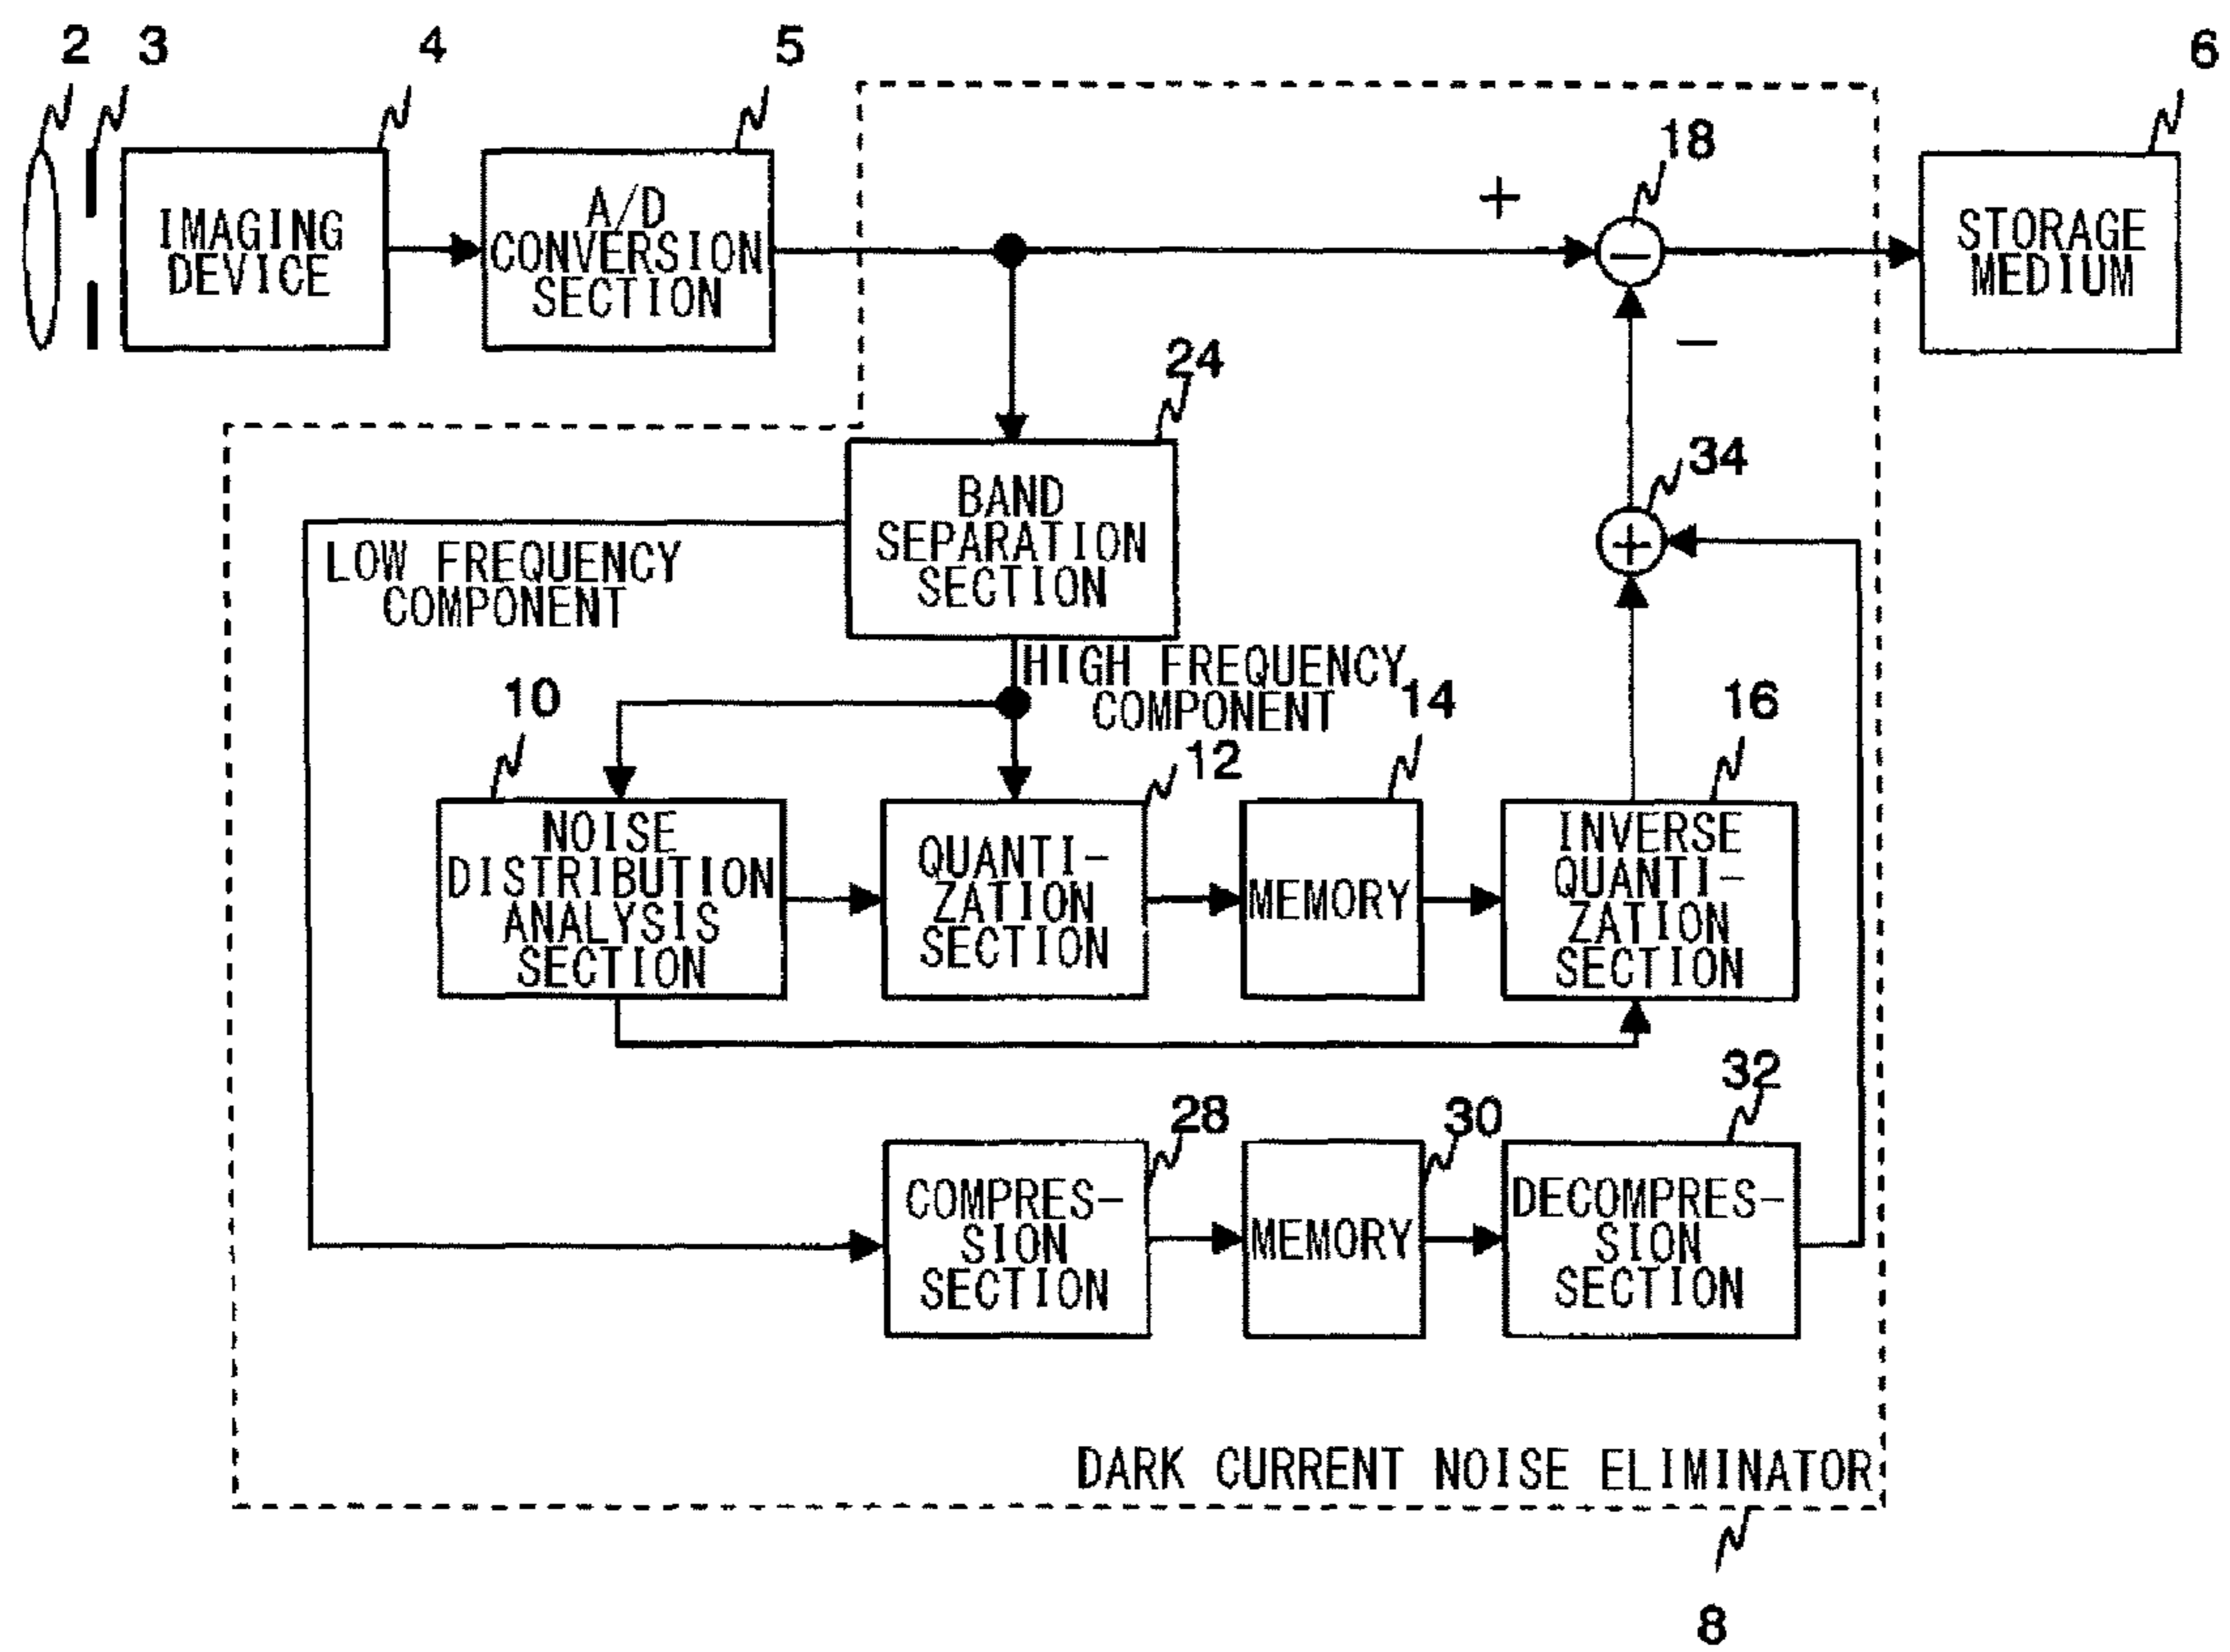 2 3 4 5 6
18
+
IMAGING
DEVICE
A/D
CONVERSION
SECTION
−
STORAGE
MEDIUM
−
24
34
BAND
SEPARATION
SECTION
+
LOW FREQUENCY
COMPONENT
HIGH FREQUENCY
COMPONENT
10
12
14
16
NOISE
DISTRIBUTION
ANALYSIS
SECTION
QUANTI-
ZATION
SECTION
MEMORY
INVERSE
QUANTI-
ZATION
SECTION
28
30
32
COMPRES-
SION
SECTION
MEMORY
DECOMPRES-
SION
SECTION
DARK CURRENT NOISE ELIMINATOR
8